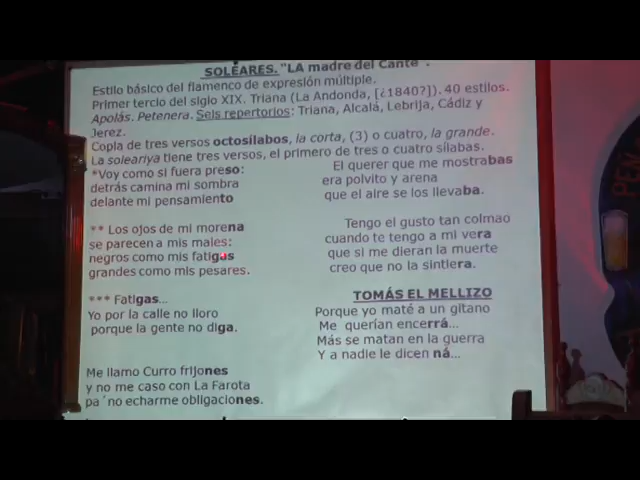 SOLEARES. "LA madre del Cante".
Estilo básico del flamenco de expresión múltiple.
Primer tercio del siglo XIX. Triana (La Andonda, [¿1840?]). 40 estilos.
Apolás. Petenera. Seis repertorios: Triana, Alcalá, Lebrija, Cádiz y
Jerez.
Copla de tres versos octosílabos, la corta, (3) o cuatro, la grande.
La soleariya tiene tres versos, el primero de tres o cuatro sílabas.
*Voy como si fuera preso:
detrás camina mi sombra
delante mi pensamiento
** Los ojos de mi morena
se parecen a mis males:
negros como mis fatigas
grandes como mis pesares.
*** Fatigas...
Yo por la calle no lloro
porque la gente no diga.
Me llamo Curro frijones
y no me caso con La Farota
pa´no echarme obligaciones.
El querer que me mostrabas
era polvito y arena
que el aire se los llevaba.
Tengo el gusto tan colmao
cuando te tengo a mi vera
que si me dieran la muerte
creo que no la sintiera.
TOMÁS EL MELLIZO
Porque yo maté a un gitano
Me querían encerrá...
Más se matan en la guerra
Y a nadie le dicen ná...